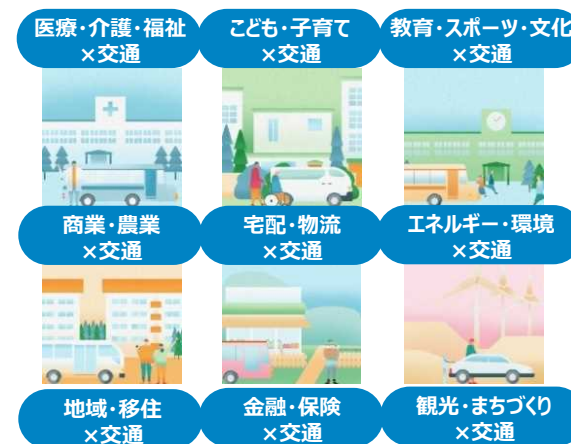 医療・介護・福祉
×交通
こども・子育て
×交通
教育・スポーツ・文化
×交通
商業・農業
×交通
宅配・物流
×交通
エネルギー・環境
×交通
地域・移住
×交通
金融・保険
×交通
観光・まちづくり
×交通